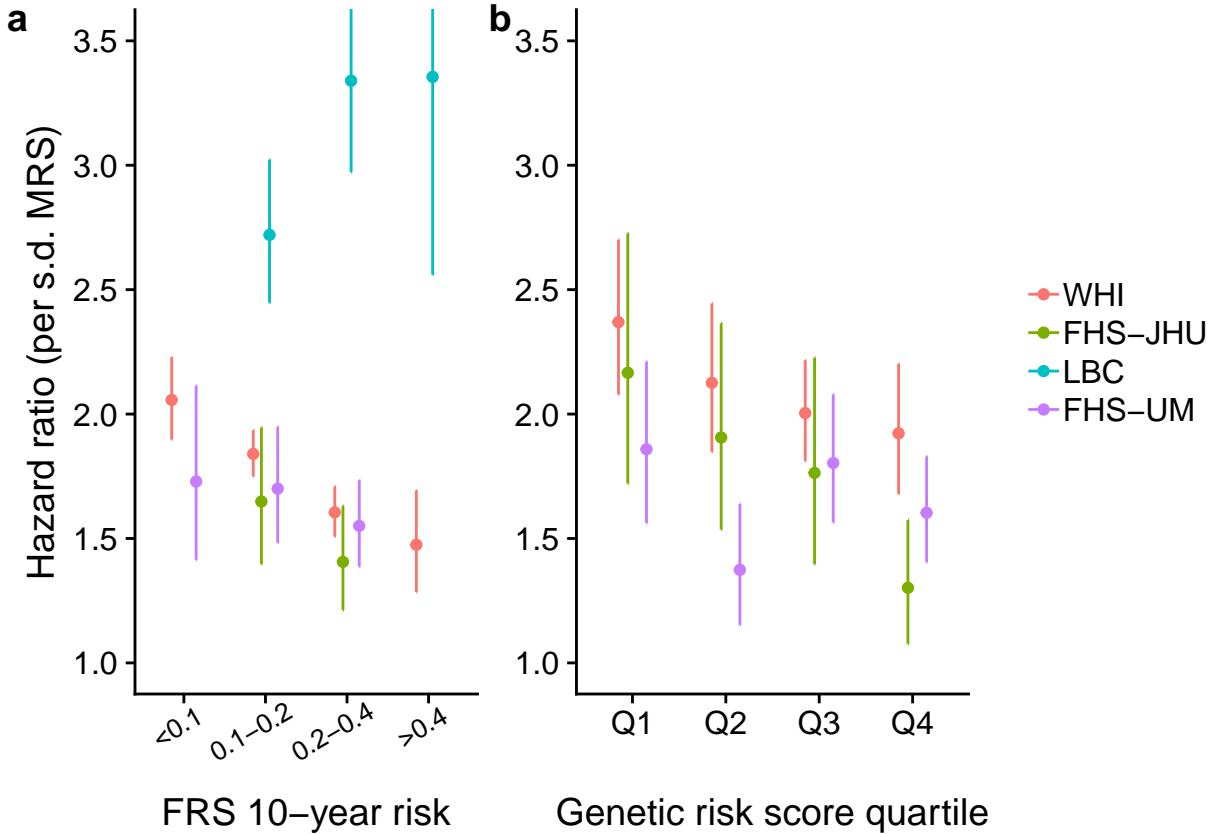 a
3.5
3.0
2.5
2.0
1.5
1.0
Hazard ratio (per s.d. MRS)
<0.1
0.1–0.2
0.2–0.4
>0.4
FRS 10–year risk
b
3.5
3.0
2.5
2.0
1.5
1.0
Q1 Q2 Q3 Q4
Genetic risk score quartile
WHI
FHS–JHU
LBC
FHS–UM